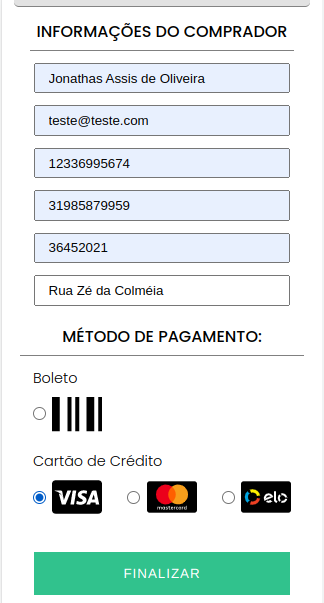 INFORMAÇÕES DO COMPRADOR
Jonathas Assis de Oliveira
teste@teste.com
12336995674
31985879959
36452021
Rua Zé da Colméia
MÉTODO DE PAGAMENTO:
Boleto
Cartão de Crédito
VISA mastercard elo
FINALIZAR